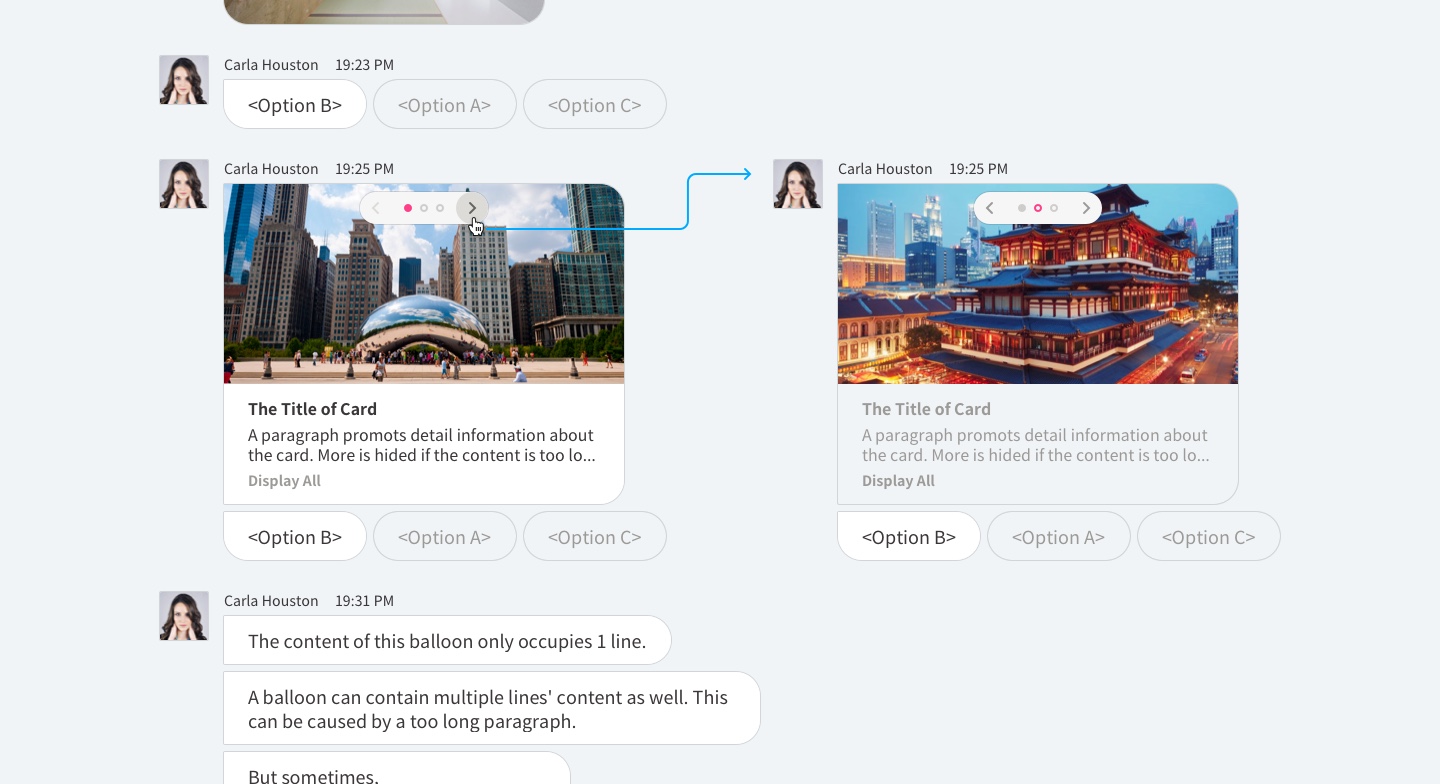 Carla Houston 19:23 PM
<Option B> <Option A> <Option C>
Carla Houston 19:25 PM
The Title of Card
A paragraph promots detail information about
the card. More is hided if the content is too lo...
Display All
<Option B> <Option A> <Option C>
Carla Houston 19:25 PM
The Title of Card
A paragraph promots detail information about
the card. More is hided if the content is too lo...
Display All
<Option B> <Option A> <Option C>
Carla Houston 19:31 PM
The content of this balloon only occupies 1 line.
A balloon can contain multiple lines' content as well. This
can be caused by a too long paragraph.
But sometimes,